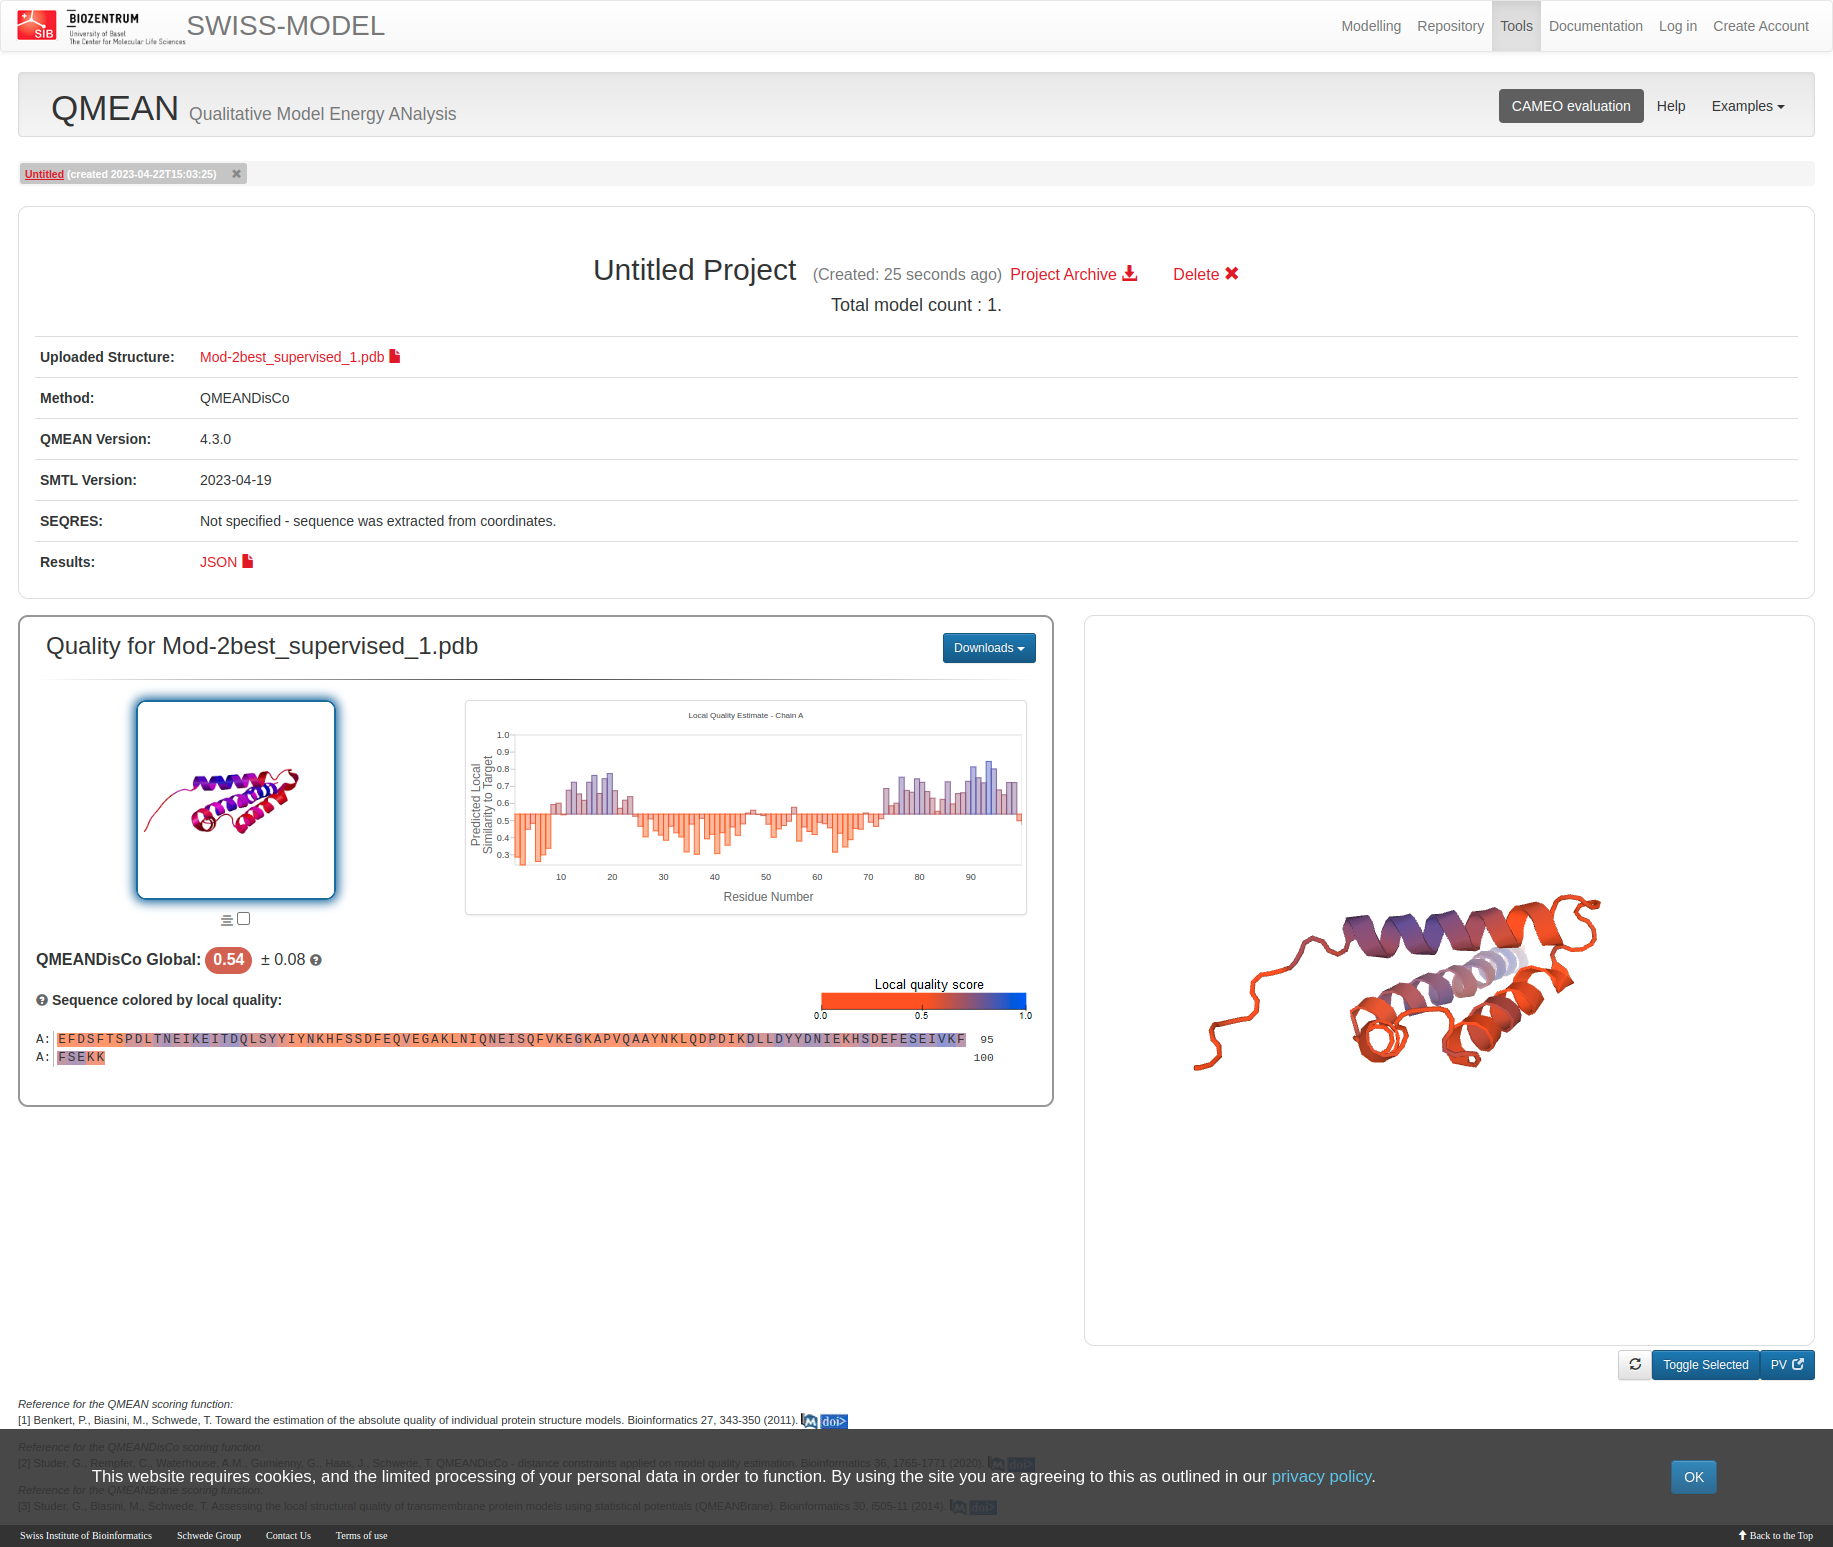 SIB BIOZENTRUM University of Basel The Center for Molecular Life Sciences SWISS-MODEL Modelling Repository Tools Documentation Log in Create Account
QMEAN Qualitative Model Energy ANalysis CAMEO evaluation Help Examples
Untitled (created 2023-04-22T15:03:25)
Untitled Project (Created: 25 seconds ago) Project Archive Delete
Total model count : 1.
Uploaded Structure: Mod-2best_supervised_1.pdb
Method: QMEANDisCo
QMEAN Version: 4.3.0
SMTL Version: 2023-04-19
SEQRES: Not specified - sequence was extracted from coordinates.
Results: JSON
Quality for Mod-2best_supervised_1.pdb Downloads
Local Quality Estimate - Chain A
Predicted Local
Similarity to Target
1.0
0.9
0.8
0.7
0.6
0.5
0.4
0.3
10 20 30 40 50 60 70 80 90
Residue Number
QMEANDisCo Global: 0.54 ± 0.08
Sequence colored by local quality:
Local quality score
0.0 0.5 1.0
A: EFDSFTSPDLTNEIKEITDQLSYYIYNKHFSSDFEQVEGAKLNIQNEISQFVKEGKAPVQAAYNKLQDPDIKDLLDYYDNIEKHSDEFESEIVKF 95
A: FSEKK 100
Toggle Selected PV
Reference for the QMEAN scoring function:
[1] Benkert, P., Biasini, M., Schwede, T. Toward the estimation of the absolute quality of individual protein structure models. Bioinformatics 27, 343-350 (2011). M doi>
Reference for the QMEANDisCo scoring function:
[2] Studer, G., Rempfer, C., Waterhouse, A.M., Gumienny, G., Haas, J., Schwede, T. QMEANDisCo - distance constraints applied on model quality estimation. Bioinformatics 36, 1765-1771 (2020). M doi>
This website requires cookies, and the limited processing of your personal data in order to function. By using the site you are agreeing to this as outlined in our privacy policy. OK
Reference for the QMEANBrane scoring function:
[3] Studer, G., Biasini, M., Schwede, T. Assessing the local structural quality of transmembrane protein models using statistical potentials (QMEANBrane). Bioinformatics 30, i505-11 (2014). M doi>
Swiss Institute of Bioinformatics Schwede Group Contact Us Terms of use Back to the Top